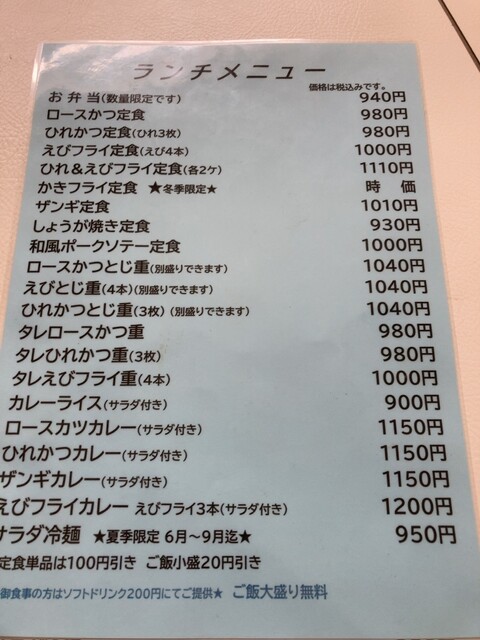 ランチメニュー
価格は税込みです。
お弁当(数量限定です) 940円
ロースかつ定食 980円
ひれかつ定食(ひれ3枚) 980円
えびフライ定食(えび4本) 1000円
ひれ&えびフライ定食(各2ケ) 1110円
かきフライ定食 ★冬季限定★ 時 価
ザンギ定食 1010円
しょうが焼き定食 930円
和風ポークソテー定食 1000円
ロースかつとじ重(別盛りできます) 1040円
えびとじ重(4本)(別盛りできます) 1040円
ひれかつとじ重(3枚) (別盛りできます) 1040円
タレロースかつ重 980円
タレひれかつ重(3枚) 980円
タレえびフライ重(4本) 1000円
カレーライス(サラダ付き) 900円
ロースカツカレー(サラダ付き) 1150円
ひれかつカレー(サラダ付き) 1150円
ザンギカレー(サラダ付き) 1150円
えびフライカレー えびフライ3本(サラダ付き) 1200円
サラダ冷麺 ★夏季限定 6月～9月迄★ 950円
定食単品は100円引き ご飯小盛20円引き
御食事の方はソフトドリンク200円にてご提供★ ご飯大盛り無料